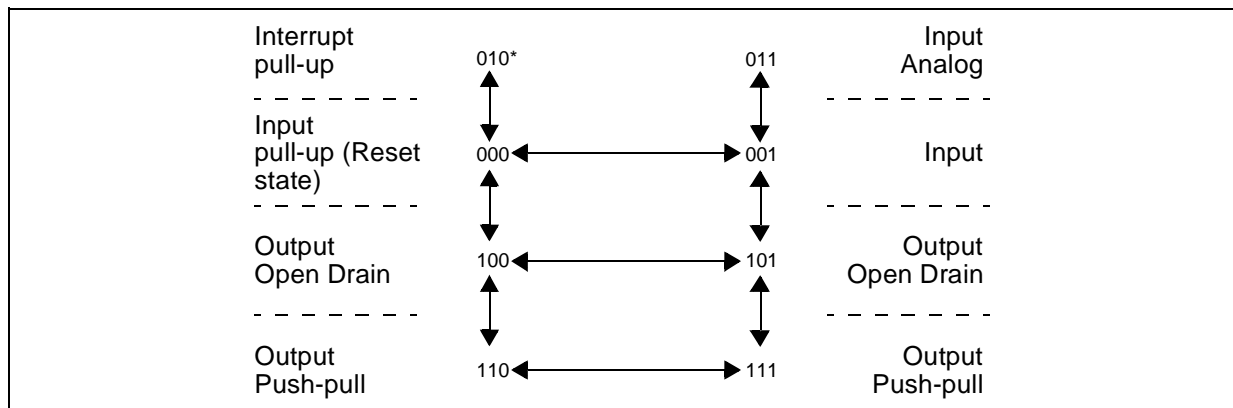 Interrupt
pull-up
010*
011
Input
Analog
Input
pull-up (Reset
state)
000
001
Input
Output
Open Drain
100
101
Output
Open Drain
Output
Push-pull
110
111
Output
Push-pull